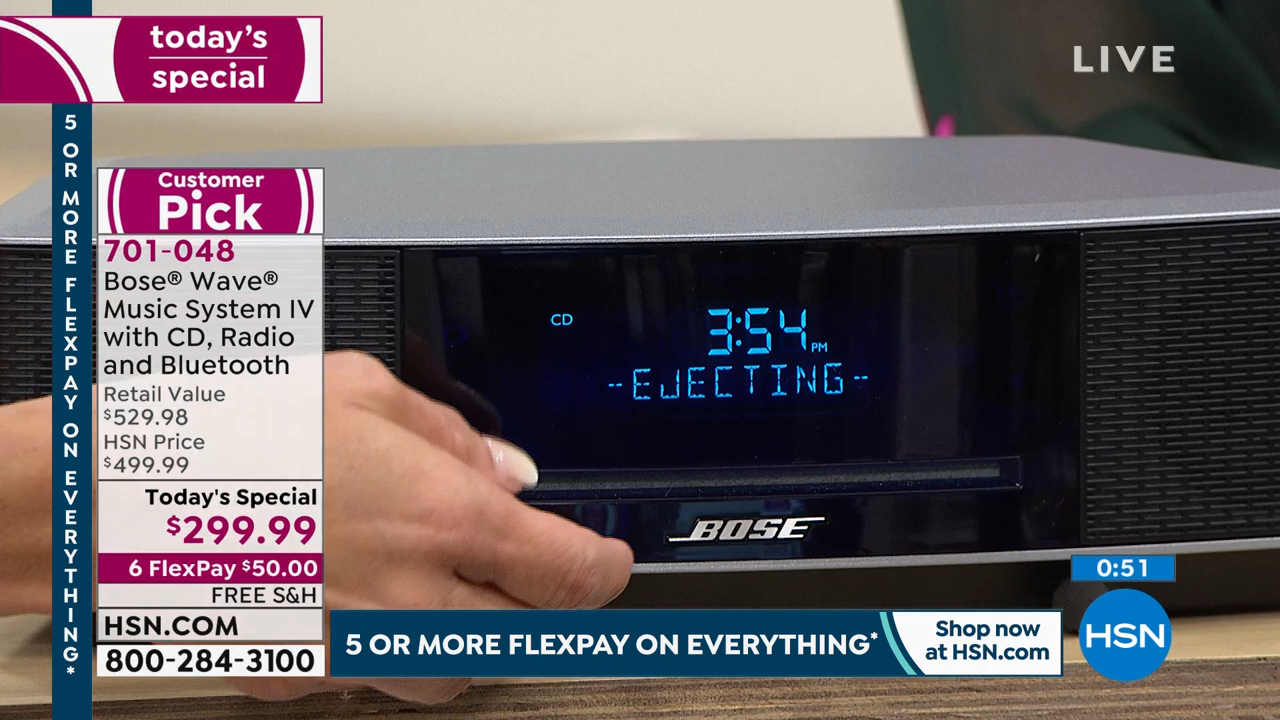 today's
special
LIVE
5 OR MORE FLEXPAY ON EVERYTHING*
Customer
Pick
701-048
Bose® Wave®
Music System IV
with CD, Radio
and Bluetooth
Retail Value
$529.98
HSN Price
$499.99
Today's Special
$299.99
6 FlexPay $50.00
FREE S&H
HSN.COM
800-284-3100
CD
3:54 PM
-EJECTING-
BOSE
0:51
5 OR MORE FLEXPAY ON EVERYTHING*
Shop now
at HSN.com
HSN